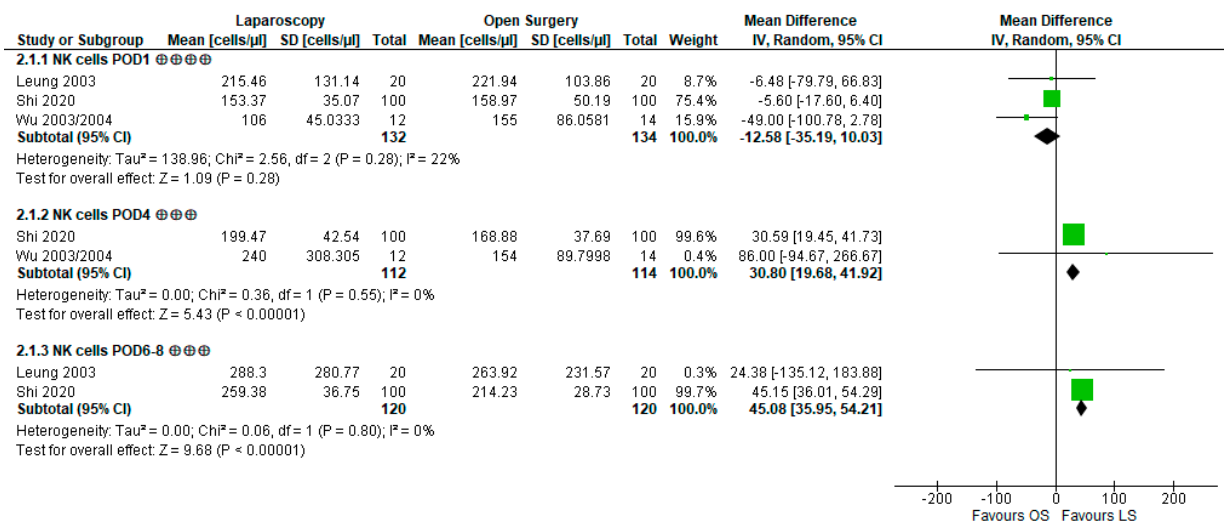 Laparoscopy Open Surgery Mean Difference Mean Difference
Study or Subgroup Mean [cells/µl] SD [cells/µl] Total Mean [cells/µl] SD [cells/µl] Total Weight IV, Random, 95% CI IV, Random, 95% CI
2.1.1 NK cells POD1 ⊕⊕⊕⊕
Leung 2003 215.46 131.14 20 221.94 103.86 20 8.7% -6.48 [-79.79, 66.83]
Shi 2020 153.37 35.07 100 158.97 50.19 100 75.4% -5.60 [-17.60, 6.40]
Wu 2003/2004 106 45.0333 12 155 86.0581 14 15.9% -49.00 [-100.78, 2.78]
Subtotal (95% CI) 132 134 100.0% -12.58 [-35.19, 10.03]
Heterogeneity: Tau² = 138.96; Chi² = 2.56, df = 2 (P = 0.28); I² = 22%
Test for overall effect: Z = 1.09 (P = 0.28)
2.1.2 NK cells POD4 ⊕⊕⊕
Shi 2020 199.47 42.54 100 168.88 37.69 100 99.6% 30.59 [19.45, 41.73]
Wu 2003/2004 240 308.305 12 154 89.7998 14 0.4% 86.00 [-94.67, 266.67]
Subtotal (95% CI) 112 114 100.0% 30.80 [19.68, 41.92]
Heterogeneity: Tau² = 0.00; Chi² = 0.36, df = 1 (P = 0.55); I² = 0%
Test for overall effect: Z = 5.43 (P < 0.00001)
2.1.3 NK cells POD6-8 ⊕⊕⊕
Leung 2003 288.3 280.77 20 263.92 231.57 20 0.3% 24.38 [-135.12, 183.88]
Shi 2020 259.38 36.75 100 214.23 28.73 100 99.7% 45.15 [36.01, 54.29]
Subtotal (95% CI) 120 120 100.0% 45.08 [35.95, 54.21]
Heterogeneity: Tau² = 0.00; Chi² = 0.06, df = 1 (P = 0.80); I² = 0%
Test for overall effect: Z = 9.68 (P < 0.00001)
-200 -100 0 100 200
Favours OS Favours LS